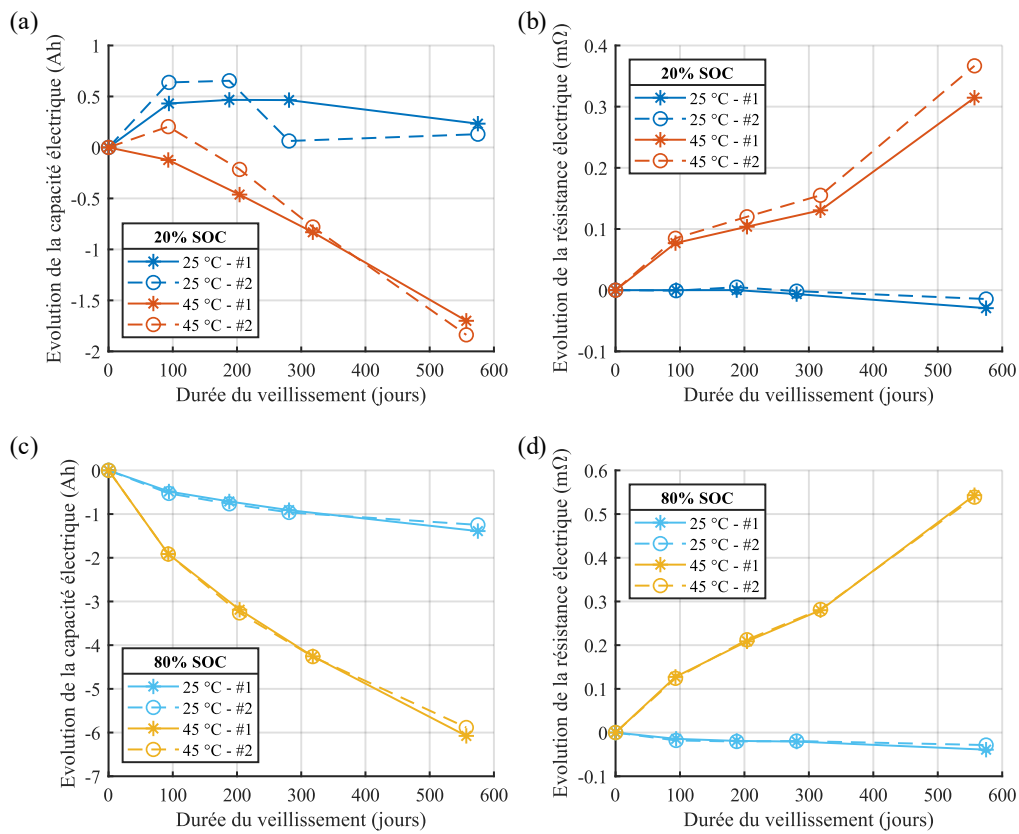 (a)
Evolution de la capacité électrique (Ah)
1
0.5
0
-0.5
-1
-1.5
-2
20% SOC
25 °C - #1
25 °C - #2
45 °C - #1
45 °C - #2
0 100 200 300 400 500 600
Durée du veillissement (jours)
(b)
Evolution de la résistance électrique (mΩ)
0.4
0.3
0.2
0.1
0
-0.1
20% SOC
25 °C - #1
25 °C - #2
45 °C - #1
45 °C - #2
0 100 200 300 400 500 600
Durée du veillissement (jours)
(c)
Evolution de la capacité électrique (Ah)
0
-1
-2
-3
-4
-5
-6
-7
80% SOC
25 °C - #1
25 °C - #2
45 °C - #1
45 °C - #2
0 100 200 300 400 500 600
Durée du veillissement (jours)
(d)
Evolution de la résistance électrique (mΩ)
0.6
0.5
0.4
0.3
0.2
0.1
0
-0.1
80% SOC
25 °C - #1
25 °C - #2
45 °C - #1
45 °C - #2
0 100 200 300 400 500 600
Durée du veillissement (jours)